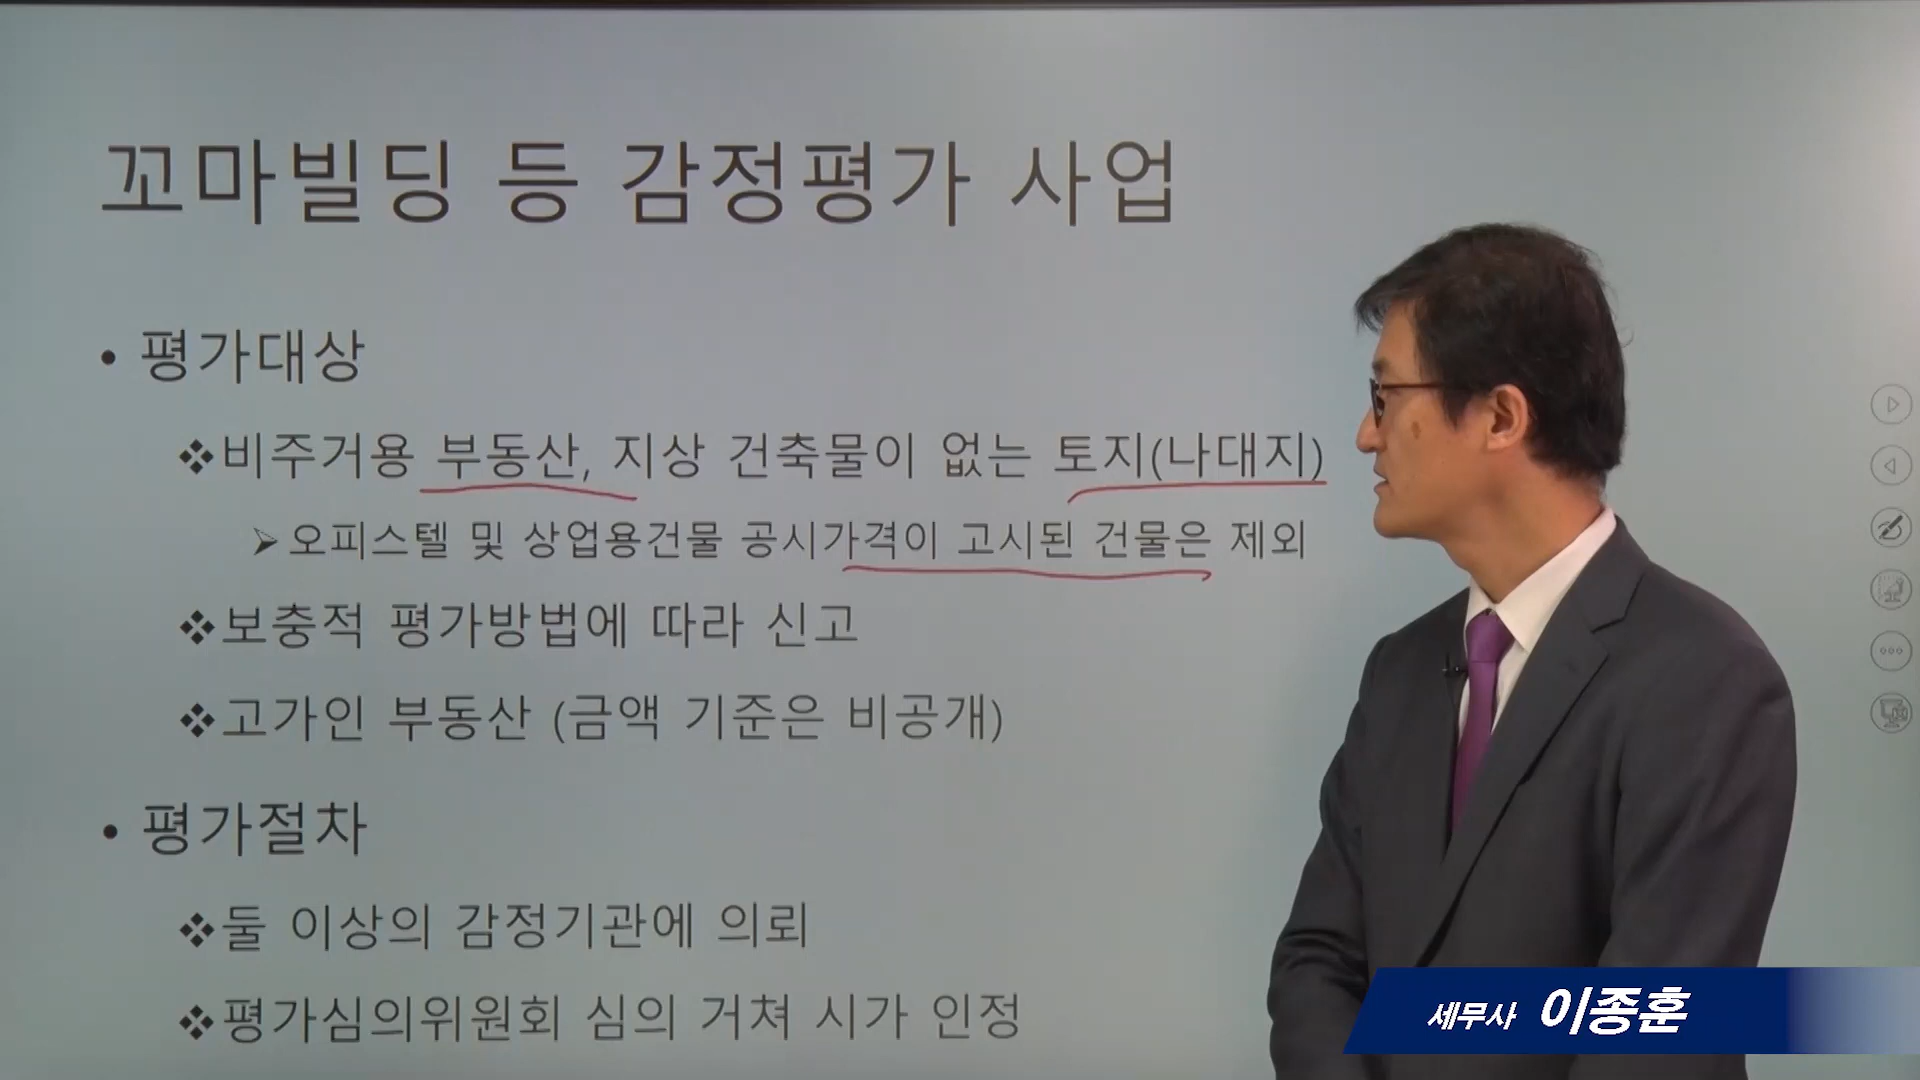 꼬마빌딩 등 감정평가 사업
• 평가대상
❖비주거용 부동산, 지상 건축물이 없는 토지(나대지)
➢오피스텔 및 상업용건물 공시가격이 고시된 건물은 제외
❖보충적 평가방법에 따라 신고
❖고가인 부동산 (금액 기준은 비공개)
• 평가절차
❖둘 이상의 감정기관에 의뢰
❖평가심의위원회 심의 거쳐 시가 인정
세무사 이종훈